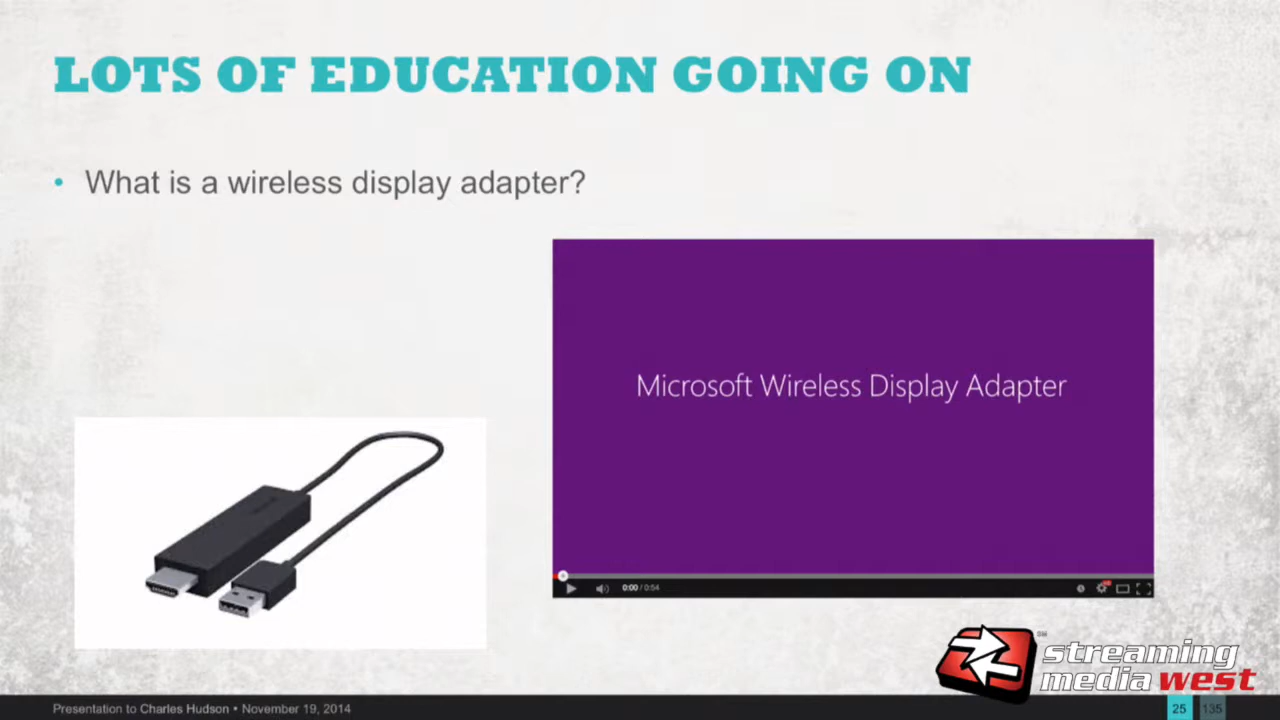 LOTS OF EDUCATION GOING ON
• What is a wireless display adapter?
Microsoft Wireless Display Adapter
0:00 / 0:54
streaming
media west
SM
Presentation to Charles Hudson • November 19, 2014
25 135